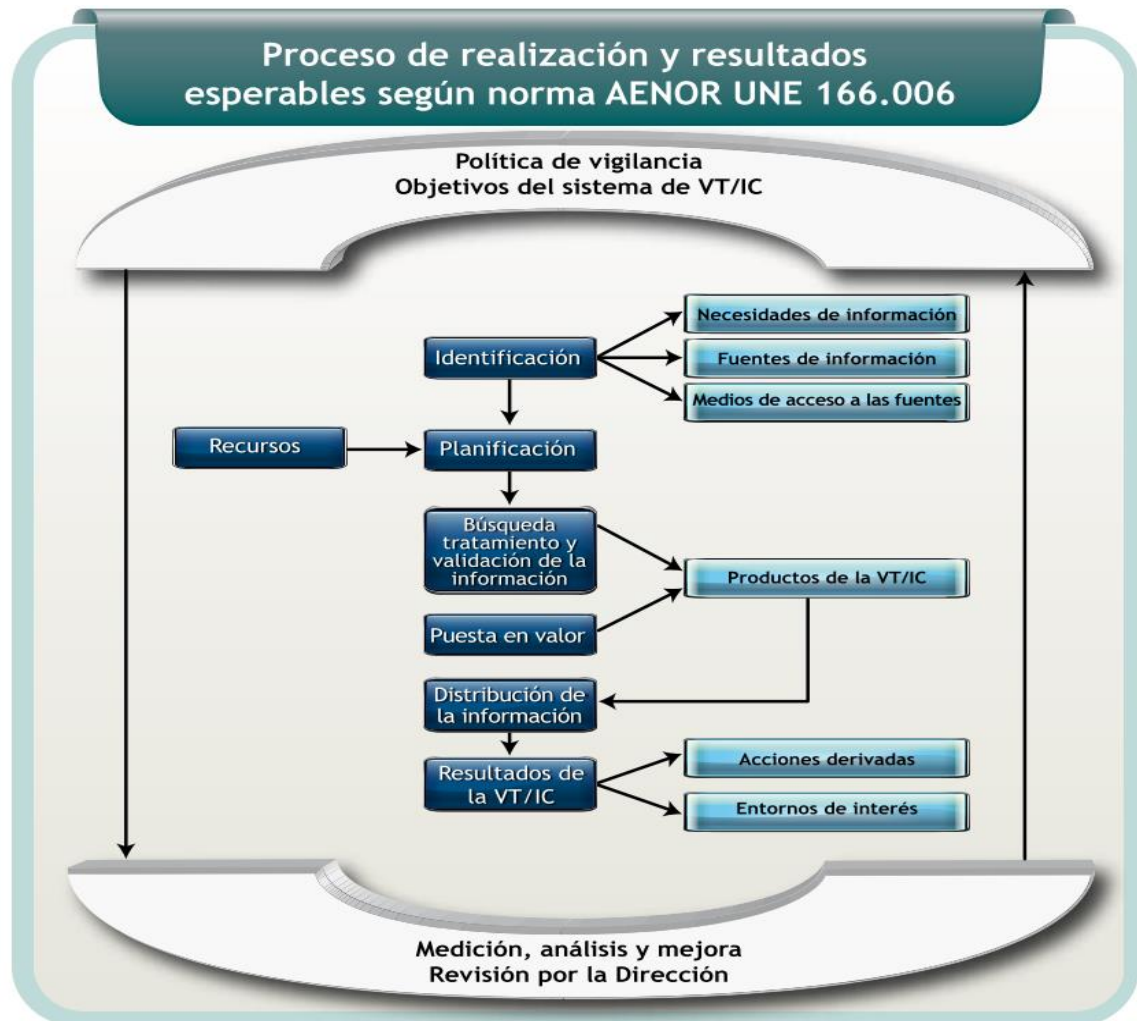 Proceso de realización y resultados
esperables según norma AENOR UNE 166.006
Política de vigilancia
Objetivos del sistema de VT/IC
Necesidades de información
Identificación
Fuentes de información
Medios de acceso a las fuentes
Recursos
Planificación
Búsqueda
tratamiento y
validación de la
información
Productos de la VT/IC
Puesta en valor
Distribución de
la información
Resultados de
la VT/IC
Acciones derivadas
Entornos de interés
Medición, análisis y mejora
Revisión por la Dirección